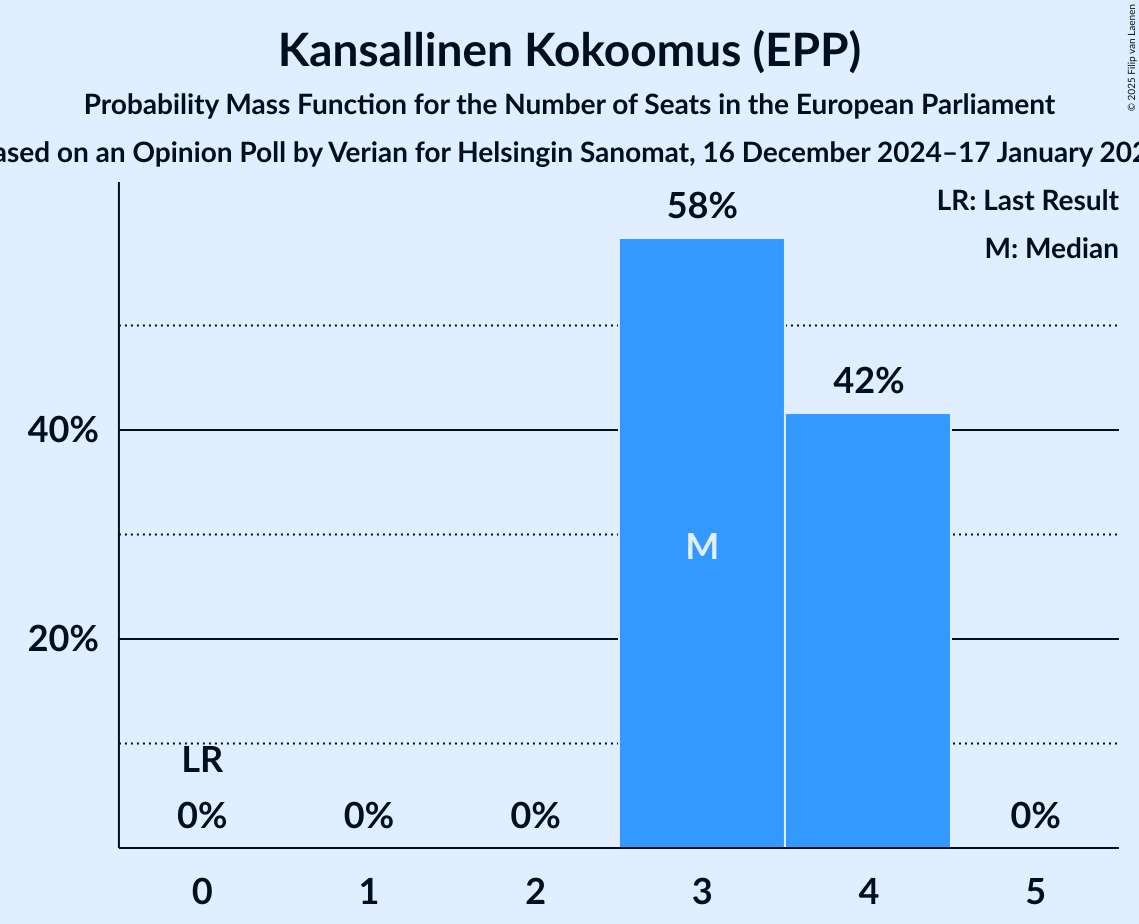 Kansallinen Kokoomus (EPP)
Probability Mass Function for the Number of Seats in the European Parliament
ased on an Opinion Poll by Verian for Helsingin Sanomat, 16 December 2024–17 January 202
© 2025 Filip van Laenen
LR: Last Result
M: Median
58%
42%
40%
M
20%
LR
0%
0%
0%
0%
0
1
2
3
4
5